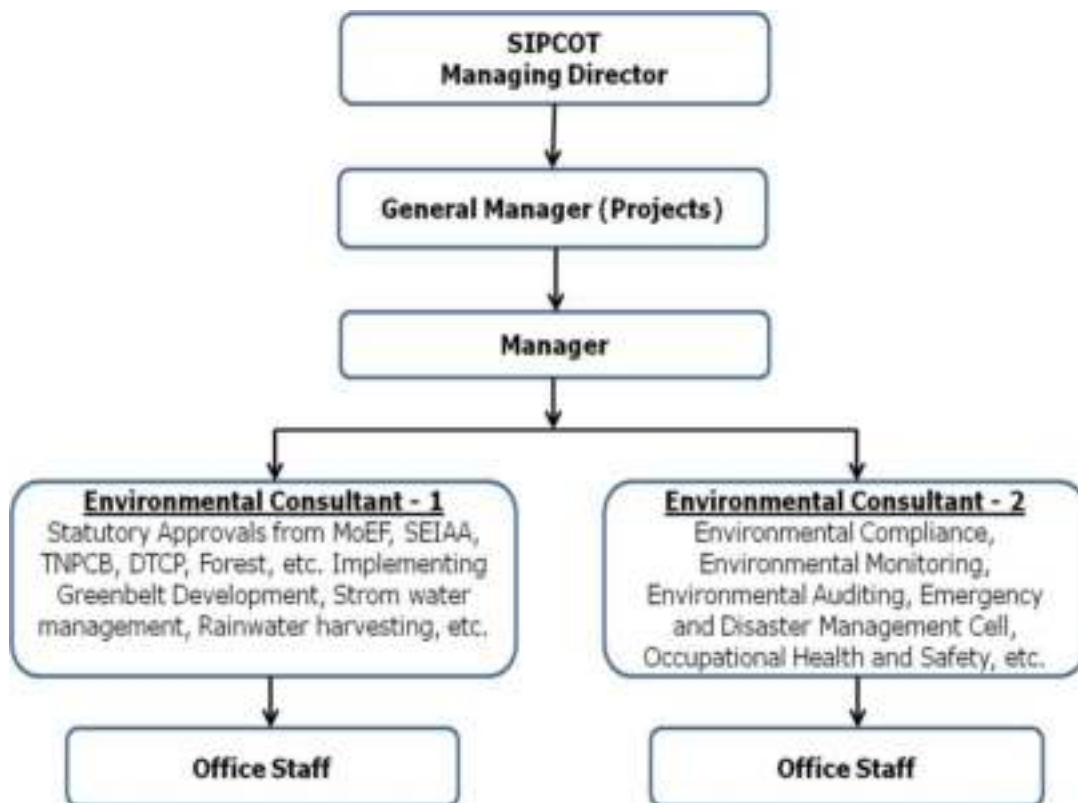 SIPCOT
Managing Director
General Manager (Projects)
Manager
Environmental Consultant - 1
Statutory Approvals from MoEF, SEIAA,
TNPCB, DTCP, Forest, etc. Implementing
Greenbelt Development, Strom water
management, Rainwater harvesting, etc.
Environmental Consultant - 2
Environmental Compliance,
Environmental Monitoring,
Environmental Auditing, Emergency
and Disaster Management Cell,
Occupational Health and Safety, etc.
Office Staff
Office Staff